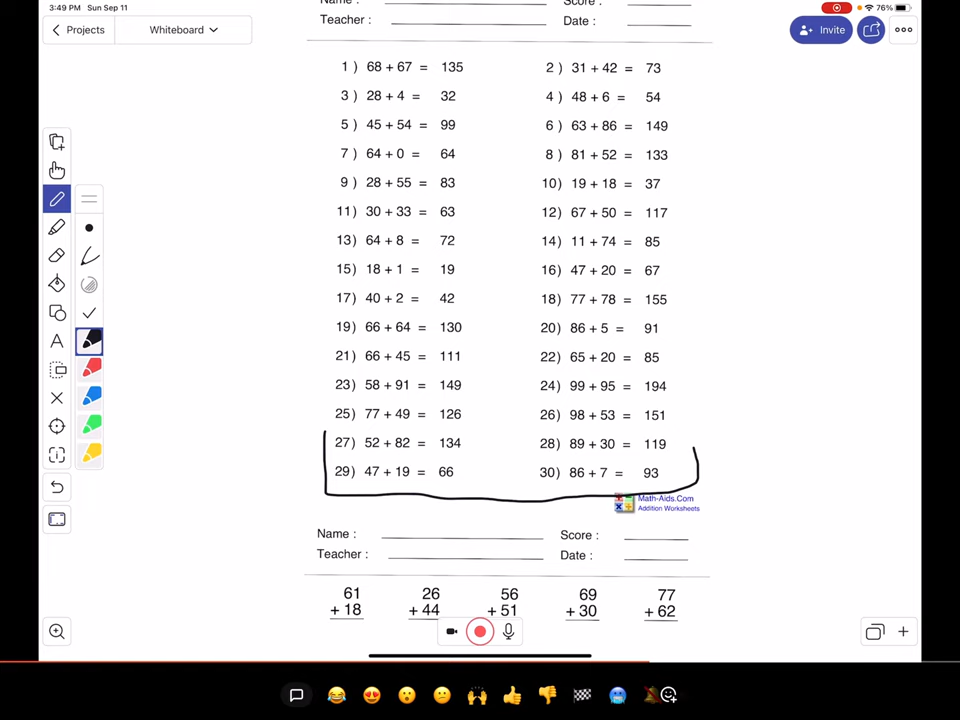 3:49 PM Sun Sep 11
76%
Projects
Whiteboard
Invite
Name :
Score :
Teacher :
Date :
1 ) 68 + 67 = 135
2 ) 31 + 42 = 73
3 ) 28 + 4 = 32
4 ) 48 + 6 = 54
5 ) 45 + 54 = 99
6 ) 63 + 86 = 149
7 ) 64 + 0 = 64
8 ) 81 + 52 = 133
9 ) 28 + 55 = 83
10) 19 + 18 = 37
11) 30 + 33 = 63
12) 67 + 50 = 117
13) 64 + 8 = 72
14) 11 + 74 = 85
15) 18 + 1 = 19
16) 47 + 20 = 67
17) 40 + 2 = 42
18) 77 + 78 = 155
19) 66 + 64 = 130
20) 86 + 5 = 91
21) 66 + 45 = 111
22) 65 + 20 = 85
23) 58 + 91 = 149
24) 99 + 95 = 194
25) 77 + 49 = 126
26) 98 + 53 = 151
27) 52 + 82 = 134
28) 89 + 30 = 119
29) 47 + 19 = 66
30) 86 + 7 = 93
Math-Aids.Com
Addition Worksheets
Name :
Score :
Teacher :
Date :
61 26 56 69 77
+ 18 + 44 + 51 + 30 + 62
A